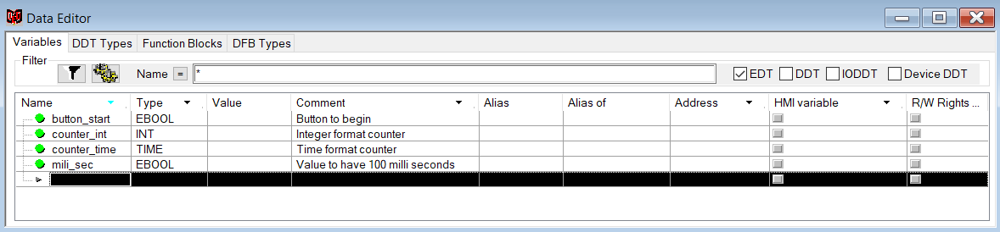 Data Editor
Variables DDT Types Function Blocks DFB Types
Filter
Name = * EDT DDT IODDT Device DDT
Name Type Value Comment Alias Alias of Address HMI variable R/W Rights ...
button_start EBOOL Button to begin
counter_int INT Integer format counter
counter_time TIME Time format counter
mili_sec EBOOL Value to have 100 milli seconds